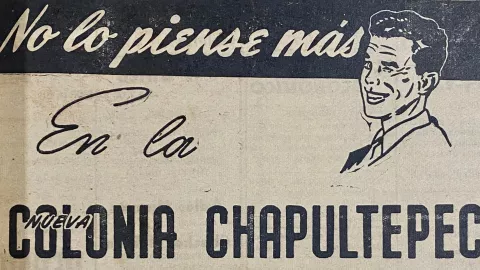 No lo piense más
En la
NUEVA
COLONIA CHAPULTEPEC